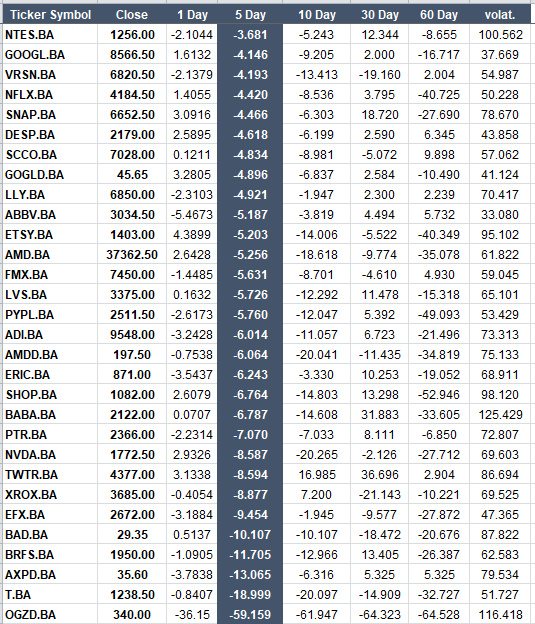 Ticker Symbol Close 1 Day 5 Day 10 Day 30 Day 60 Day volat.
NTES.BA 1256.00 -2.1044 -3.681 -5.243 12.344 -8.655 100.562
GOOGL.BA 8566.50 1.6132 -4.146 -9.205 2.000 -16.717 37.669
VRSN.BA 6820.50 -2.1379 -4.193 -13.413 -19.160 2.004 54.987
NFLX.BA 4184.50 1.4055 -4.420 -8.536 3.795 -40.725 50.228
SNAP.BA 6652.50 3.0916 -4.466 -6.303 18.720 -27.690 78.670
DESP.BA 2179.00 2.5895 -4.618 -6.199 2.590 6.345 43.858
SCCO.BA 7028.00 0.1211 -4.834 -8.981 -5.072 9.898 57.062
GOGLD.BA 45.65 3.2805 -4.896 -6.837 2.584 -10.490 41.124
LLY.BA 6850.00 -2.3103 -4.921 -1.947 2.300 2.239 70.417
ABBV.BA 3034.50 -5.4673 -5.187 -3.819 4.494 5.732 33.080
ETSY.BA 1403.00 4.3899 -5.203 -14.006 -5.522 -40.349 95.102
AMD.BA 37362.50 2.6428 -5.256 -18.618 -9.774 -35.078 61.822
FMX.BA 7450.00 -1.4485 -5.631 -8.701 -4.610 4.930 59.045
LVS.BA 3375.00 0.1632 -5.726 -12.292 11.478 -15.318 65.101
PYPL.BA 2511.50 -2.6173 -5.760 -12.047 5.392 -49.093 53.429
ADI.BA 9548.00 -3.2428 -6.014 -11.057 6.723 -21.496 73.313
AMDD.BA 197.50 -0.7538 -6.064 -20.041 -11.435 -34.819 75.133
ERIC.BA 871.00 -3.5437 -6.243 -3.330 10.253 -19.052 68.911
SHOP.BA 1082.00 2.6079 -6.764 -14.803 13.298 -52.946 98.120
BABA.BA 2122.00 0.0707 -6.787 -14.608 31.883 -33.605 125.429
PTR.BA 2366.00 -2.2314 -7.070 -7.033 8.111 -6.850 72.807
NVDA.BA 1772.50 2.9326 -8.587 -20.265 -2.126 -27.712 69.603
TWTR.BA 4377.00 3.1338 -8.594 16.985 36.696 2.904 86.694
XROX.BA 3685.00 -0.4054 -8.877 7.200 -21.143 -10.221 69.525
EFX.BA 2672.00 -3.1884 -9.454 -1.945 -9.577 -27.872 47.365
BAD.BA 29.35 0.5137 -10.107 -10.107 -18.472 -20.676 87.822
BRFS.BA 1950.00 -1.0905 -11.705 -12.966 13.405 -26.387 62.583
AXPD.BA 35.60 -3.7838 -13.065 -6.316 5.325 5.325 79.534
T.BA 1238.50 -0.8407 -18.999 -20.097 -14.909 -32.727 51.727
OGZD.BA 340.00 -36.15 -59.159 -61.947 -64.323 -64.528 116.418